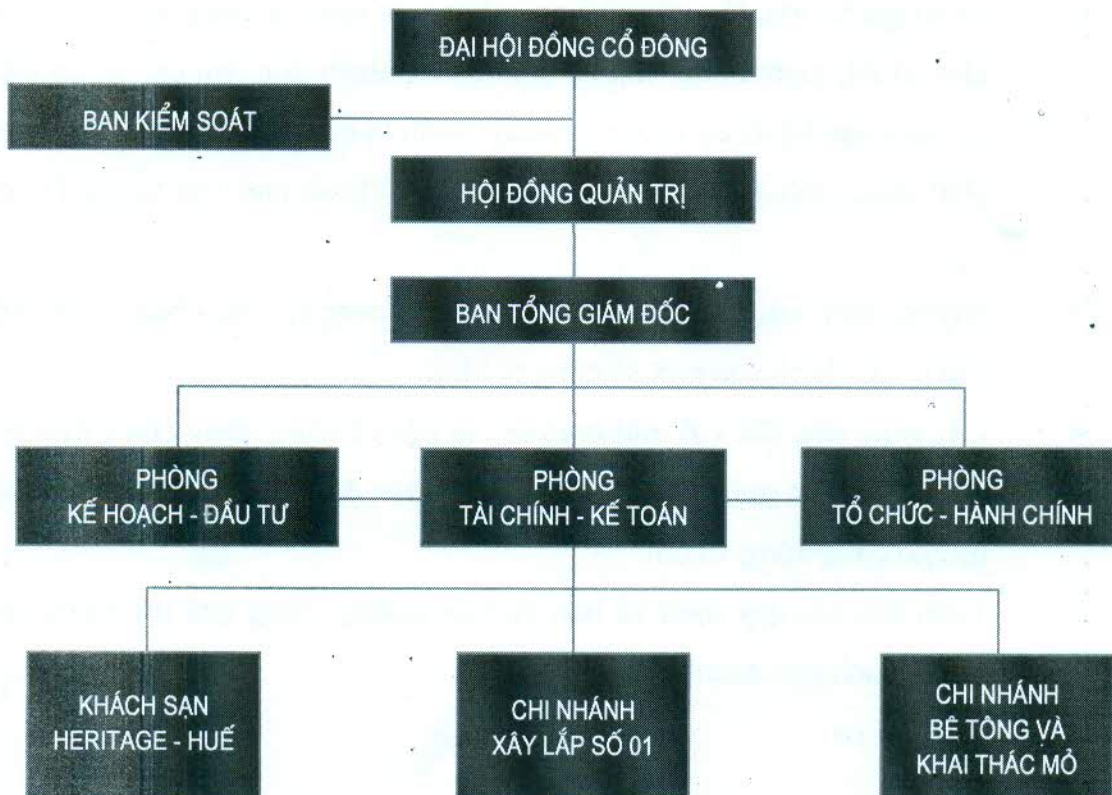 ĐẠI HỘI ĐỒNG CỔ ĐÔNG
BAN KIỂM SOÁT
HỘI ĐỒNG QUẢN TRỊ
BAN TỔNG GIÁM ĐỐC
PHÒNG
KẾ HOẠCH - ĐẦU TƯ
PHÒNG
TÀI CHÍNH - KẾ TOÁN
PHÒNG
TỔ CHỨC - HÀNH CHÍNH
KHÁCH SẠN
HERITAGE - HUẾ
CHI NHÁNH
XÂY LẮP SỐ 01
CHI NHÁNH
BÊ TÔNG VÀ
KHAI THÁC MỎ